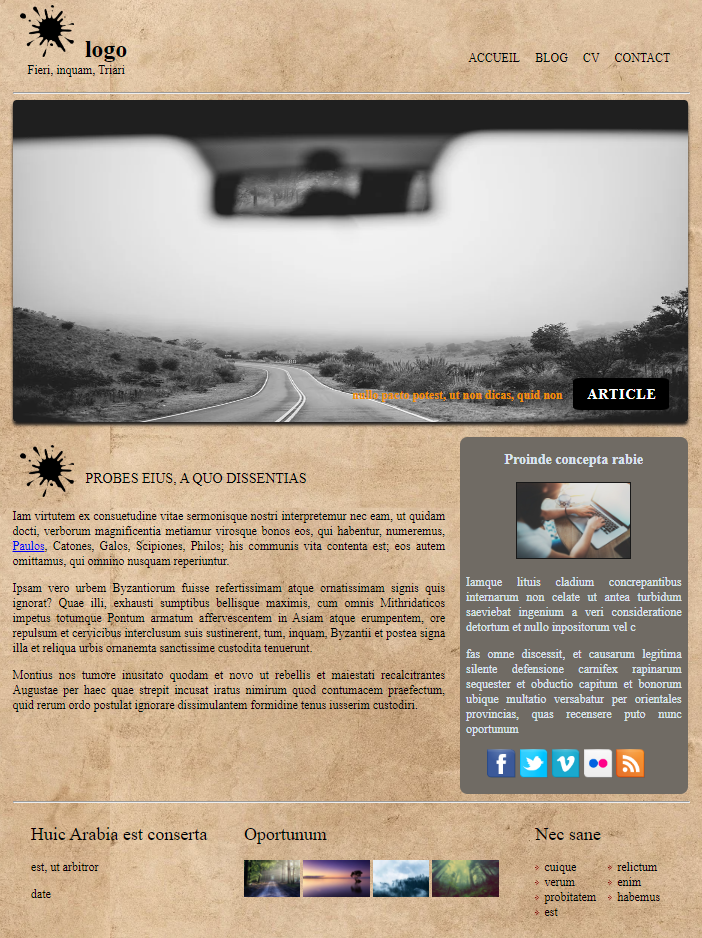 logo
Fieri, inquam, Triari
ACCUEIL BLOG CV CONTACT
nulla pacto potest, ut non dicas, quid non
ARTICLE
PROBES EIUS, A QUO DISSENTIAS
Iam virtutem ex consuetudine vitae sermonisque nostri interpretemur nec eam, ut quidam
docti, verborum magnificentia metiamur virosque bonos eos, qui habentur, numeremus,
Paulos, Catones, Galos, Scipiones, Philos; his communis vita contenta est; eos autem
omittamus, qui omnino nusquam reperiuntur.
Ipsam vero urbem Byzantiorum fuisse refertissimam atque ornatissimam signis quis
ignorat? Quae illi, exhausti sumptibus bellisque maximis, cum omnis Mithridaticos
impetus totumque Pontum armatum affervescentem in Asiam atque erumpentem, ore
repulsum et cervicibus interclusum suis sustinerent, tum, inquam, Byzantii et postea signa
illa et reliqua urbis ornanemta sanctissime custodita tenuerunt.
Montius nos tumore inusitato quodam et novo ut rebellis et maiestati recalcitrantes
Augustae per haec quae strepit incusat iratus nimirum quod contumacem praefectum,
quid rerum ordo postulat ignorare dissimulantem formidine tenus iusserim custodiri.
Proinde concepta rabie
Iamque lituis cladium concrepantibus
internarum non celate ut antea turbidum
saeviebat ingenium a veri consideratione
detortum et nullo inpositorum vel c
fas omne discessit, et causarum legitima
silente defensione carnifex rapinarum
sequester et obductio capitum et bonorum
ubique multatio versabatur per orientales
provincias, quas recensere puto nunc
oportunum
Huic Arabia est conserta
est, ut arbitror
date
Oportunum
Nec sane
cuique
verum
probitatem
est
relictum
enim
habemus